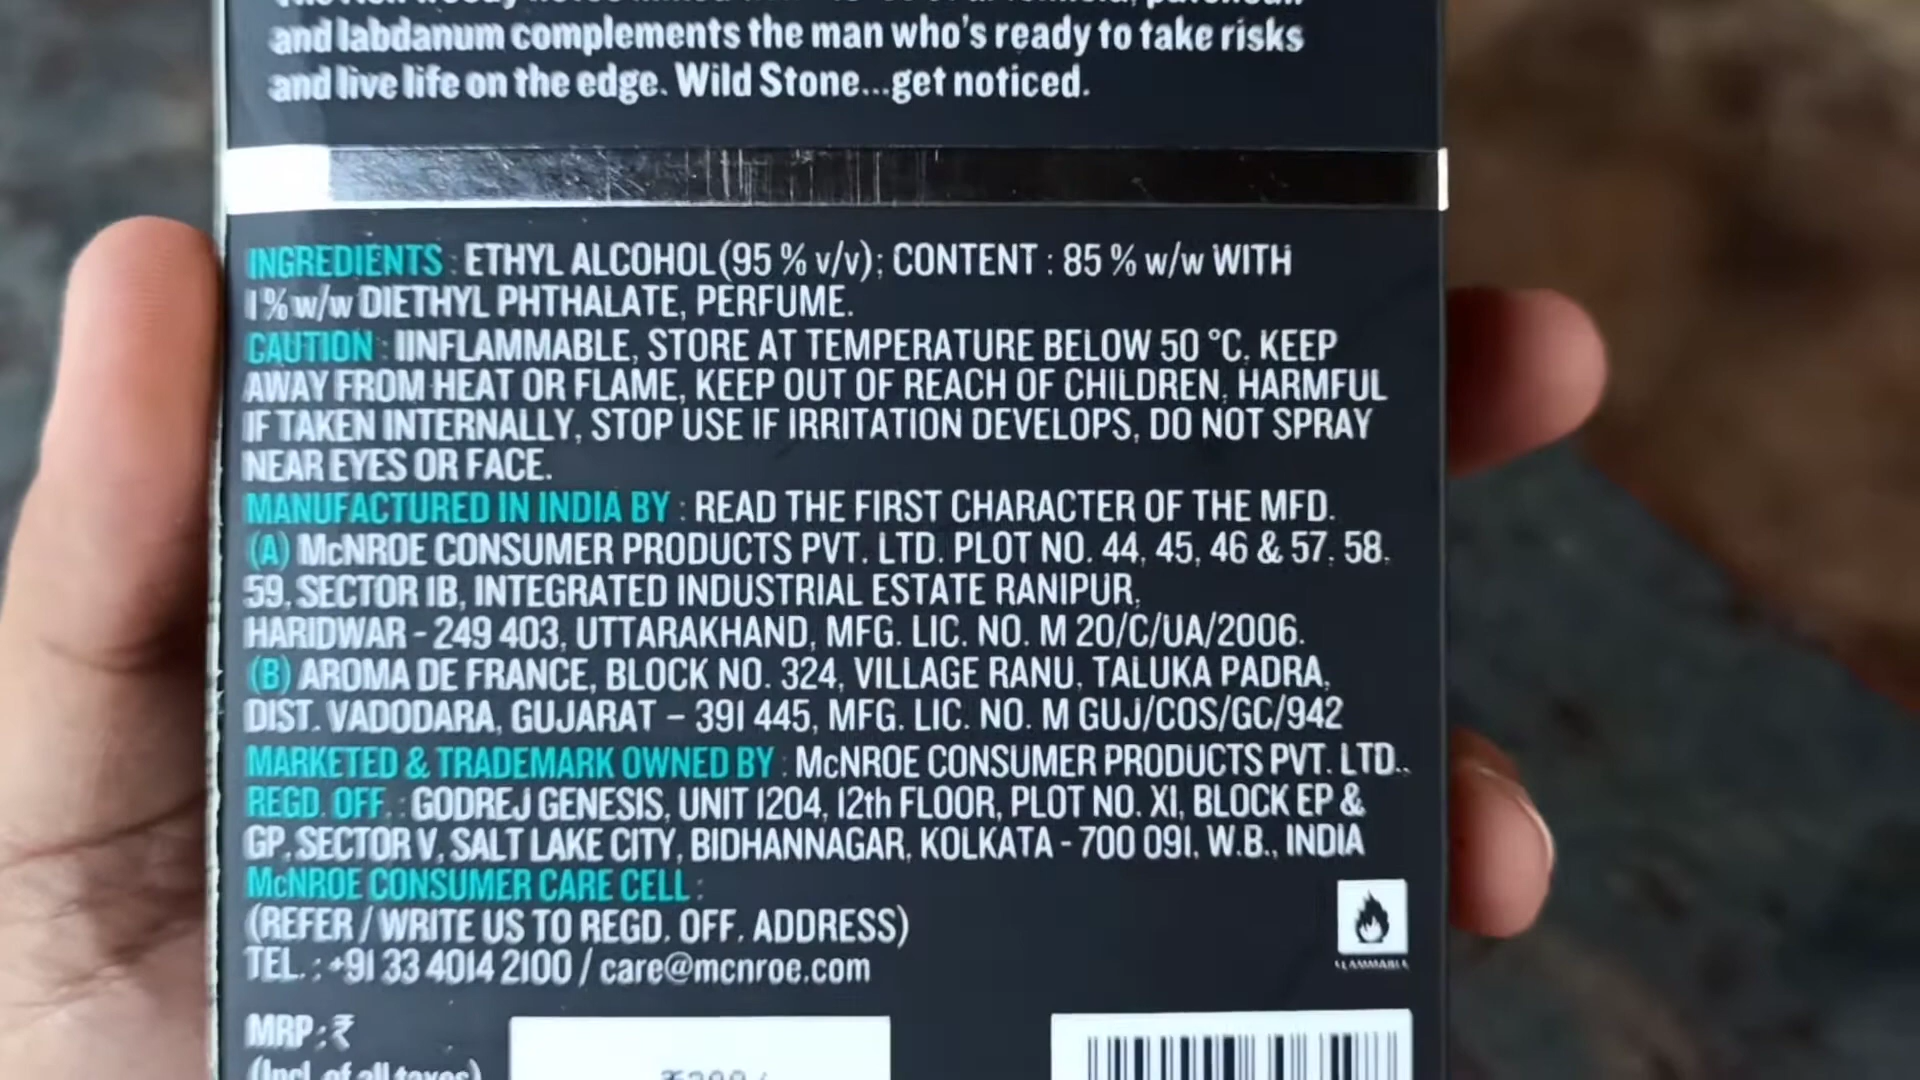 and labdanum complements the man who's ready to take risks
and live life on the edge. Wild Stone...get noticed.
INGREDIENTS : ETHYL ALCOHOL (95 % v/v); CONTENT : 85 % w/w WITH
1 % w/w DIETHYL PHTHALATE, PERFUME.
CAUTION : IINFLAMMABLE, STORE AT TEMPERATURE BELOW 50 °C, KEEP
AWAY FROM HEAT OR FLAME, KEEP OUT OF REACH OF CHILDREN, HARMFUL
IF TAKEN INTERNALLY, STOP USE IF IRRITATION DEVELOPS, DO NOT SPRAY
NEAR EYES OR FACE.
MANUFACTURED IN INDIA BY : READ THE FIRST CHARACTER OF THE MFD.
(A) McNROE CONSUMER PRODUCTS PVT. LTD. PLOT NO. 44, 45, 46 & 57, 58,
59, SECTOR 1B, INTEGRATED INDUSTRIAL ESTATE RANIPUR,
HARIDWAR - 249 403, UTTARAKHAND, MFG. LIC. NO. M 20/C/UA/2006.
(B) AROMA DE FRANCE, BLOCK NO. 324, VILLAGE RANU, TALUKA PADRA,
DIST. VADODARA, GUJARAT – 391 445, MFG. LIC. NO. M GUJ/COS/GC/942
MARKETED & TRADEMARK OWNED BY : McNROE CONSUMER PRODUCTS PVT. LTD.,
REGD. OFF. : GODREJ GENESIS, UNIT 1204, 12th FLOOR, PLOT NO. XI, BLOCK EP &
GP, SECTOR V, SALT LAKE CITY, BIDHANNAGAR, KOLKATA - 700 091, W.B., INDIA
McNROE CONSUMER CARE CELL :
(REFER / WRITE US TO REGD. OFF. ADDRESS)
TEL. : +91 33 4014 2100 / care@mcnroe.com
FLAMMABLE
MRP : ₹
(Incl. of all taxes)